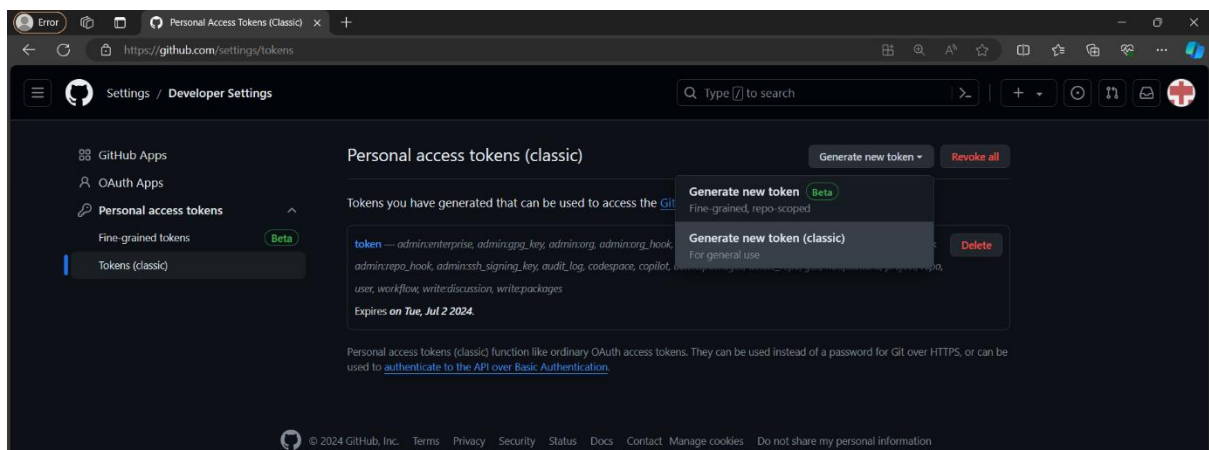 Error
Personal Access Tokens (Classic)
https://github.com/settings/tokens
Settings / Developer Settings
Type / to search
GitHub Apps
OAuth Apps
Personal access tokens
Fine-grained tokens Beta
Tokens (classic)
Personal access tokens (classic)
Generate new token
Revoke all
Generate new token Beta
Fine-grained, repo-scoped
Generate new token (classic)
For general use
Tokens you have generated that can be used to access the Git
token — admin:enterprise, admin:gpg_key, admin:org, admin:org_hook,
Delete
admin:repo_hook, admin:ssh_signing_key, audit_log, codespace, copilot,
user, workflow, write:discussion, write:packages
Expires on Tue, Jul 2 2024.
Personal access tokens (classic) function like ordinary OAuth access tokens. They can be used instead of a password for Git over HTTPS, or can be
used to authenticate to the API over Basic Authentication.
© 2024 GitHub, Inc. Terms Privacy Security Status Docs Contact Manage cookies Do not share my personal information